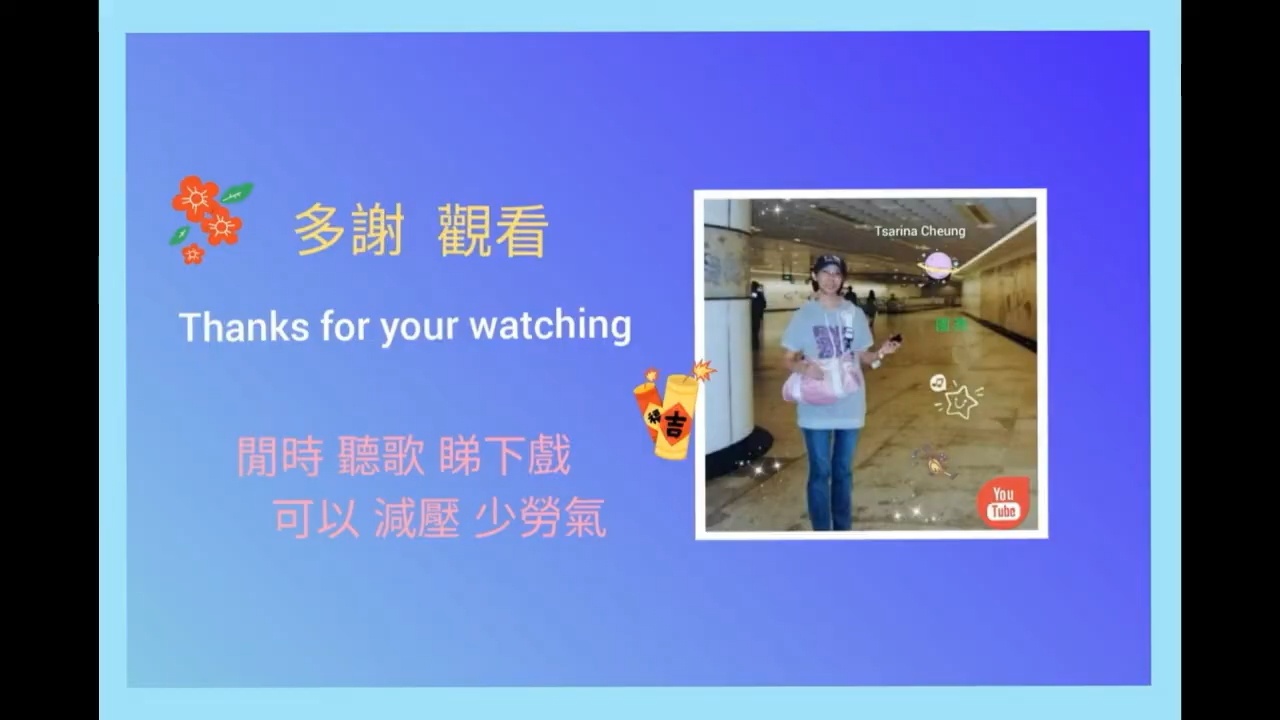 多謝 觀看
Thanks for your watching
閒時 聽歌 睇下戲
可以 減壓 少勞氣
Tsarina Cheung
吉
You
Tube